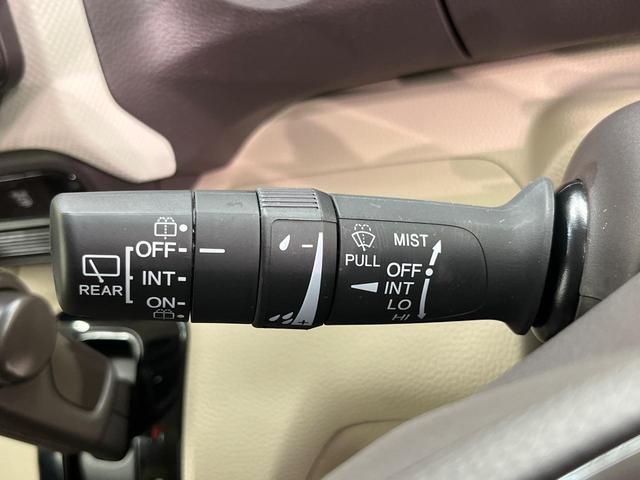 OFF
INT
REAR
ON
−
+
PULL
MIST
OFF
INT
LO
HI